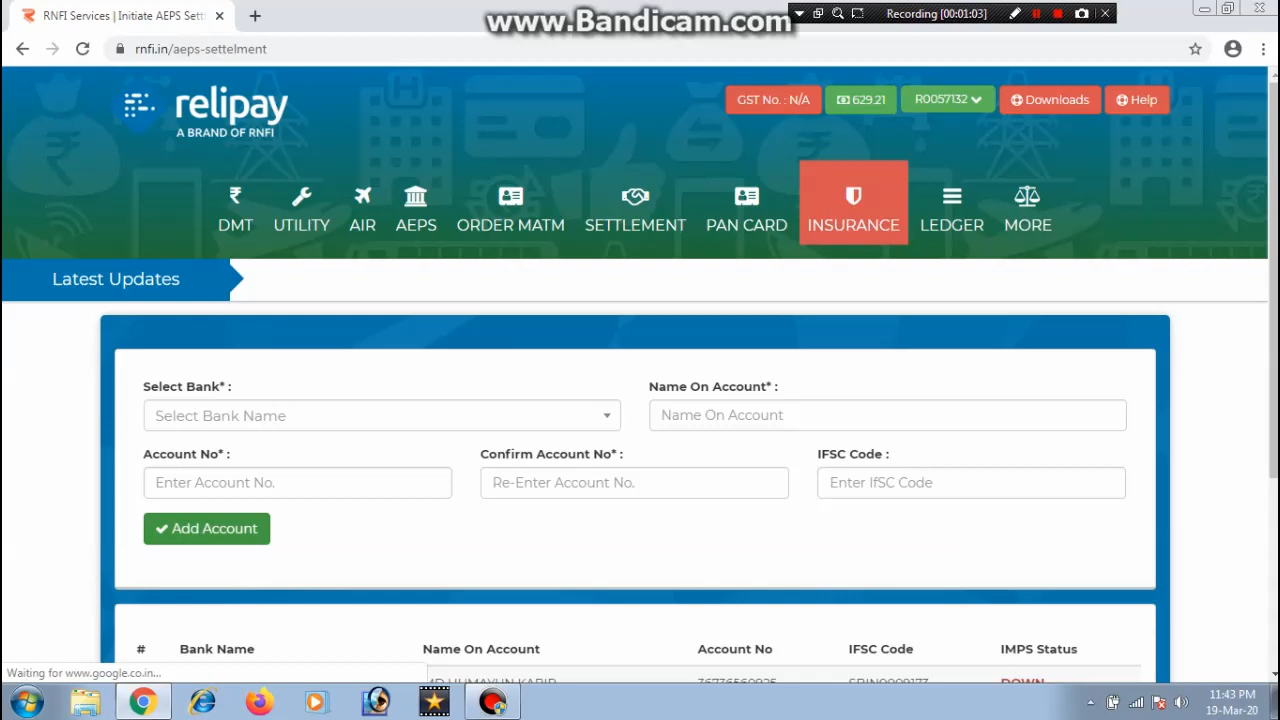 www.Bandicam.com
Recording [00:01:03]
RNFI Services | Initiate AEPS Sett
rnfi.in/aeps-settelment
relipay
A BRAND OF RNFI
GST No. : N/A
629.21
R0057132
Downloads
Help
DMT
UTILITY
AIR
AEPS
ORDER MATM
SETTLEMENT
PAN CARD
INSURANCE
LEDGER
MORE
Latest Updates
Select Bank* :
Name On Account* :
Select Bank Name
Name On Account
Account No* :
Confirm Account No* :
IFSC Code :
Enter Account No.
Re-Enter Account No.
Enter IfSC Code
Add Account
# Bank Name Name On Account Account No IFSC Code IMPS Status
DOWN
Waiting for www.google.co.in...
11:43 PM
19-Mar-20